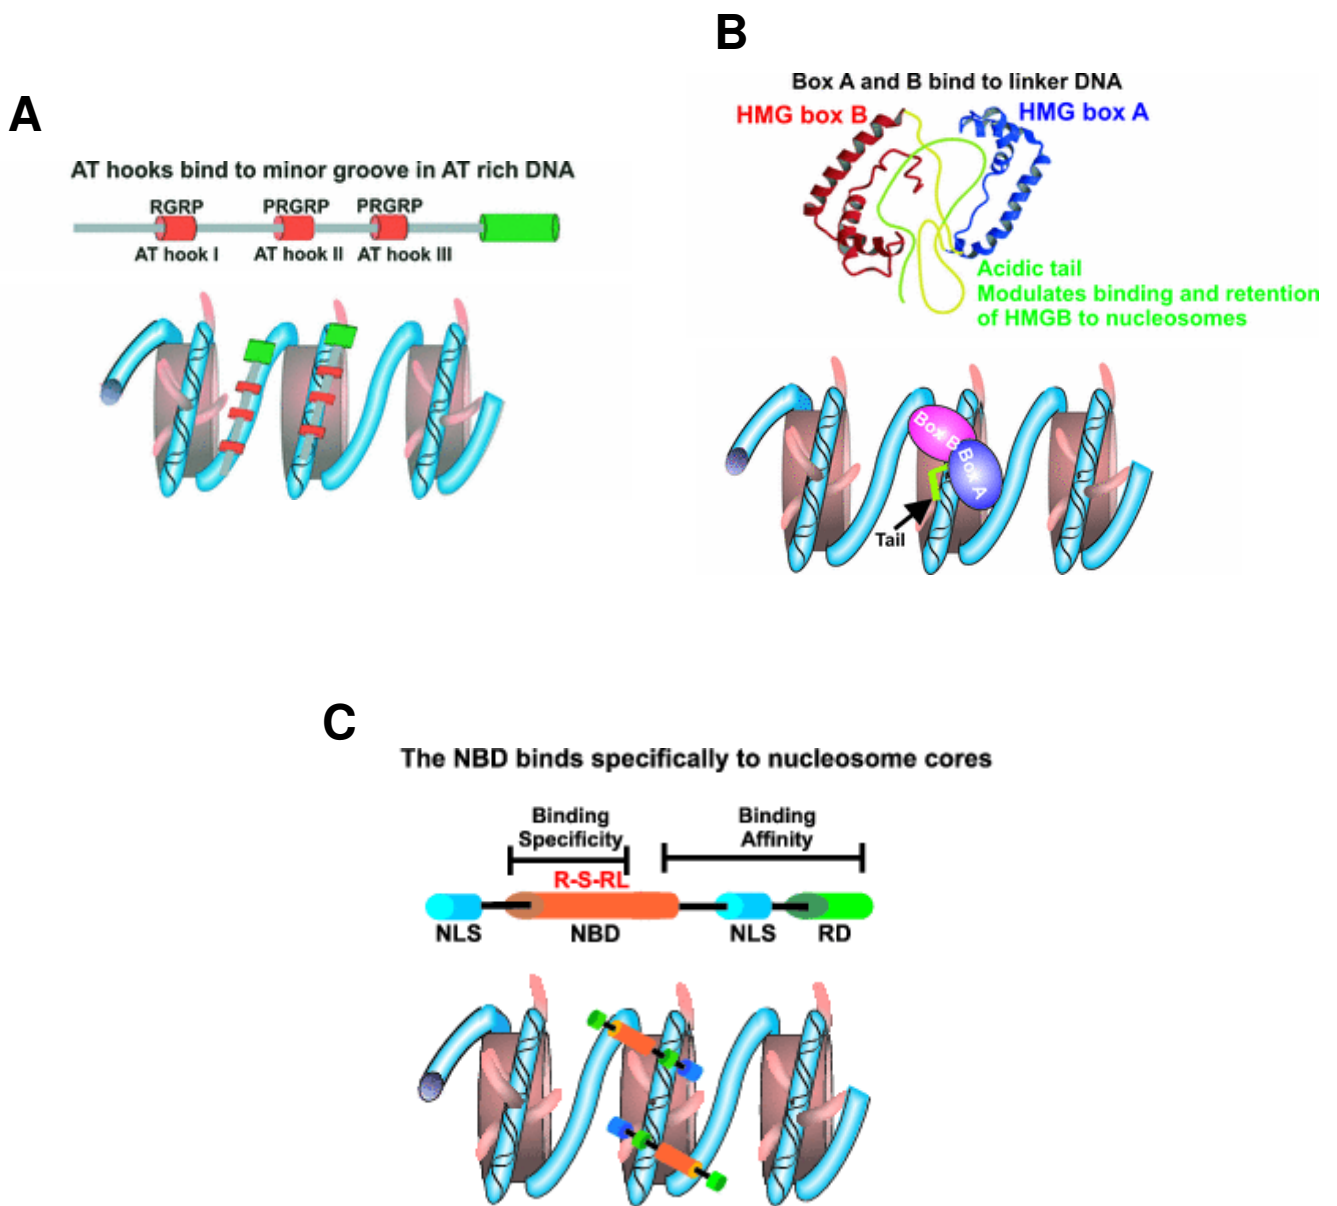 A
AT hooks bind to minor groove in AT rich DNA
RGRP PRGRP PRGRP
AT hook I AT hook II AT hook III
B
Box A and B bind to linker DNA
HMG box B HMG box A
Acidic tail
Modulates binding and retention
of HMGB to nucleosomes
Box B
Box A
Tail
C
The NBD binds specifically to nucleosome cores
Binding
Specificity
Binding
Affinity
R-S-RL
NLS NBD NLS RD